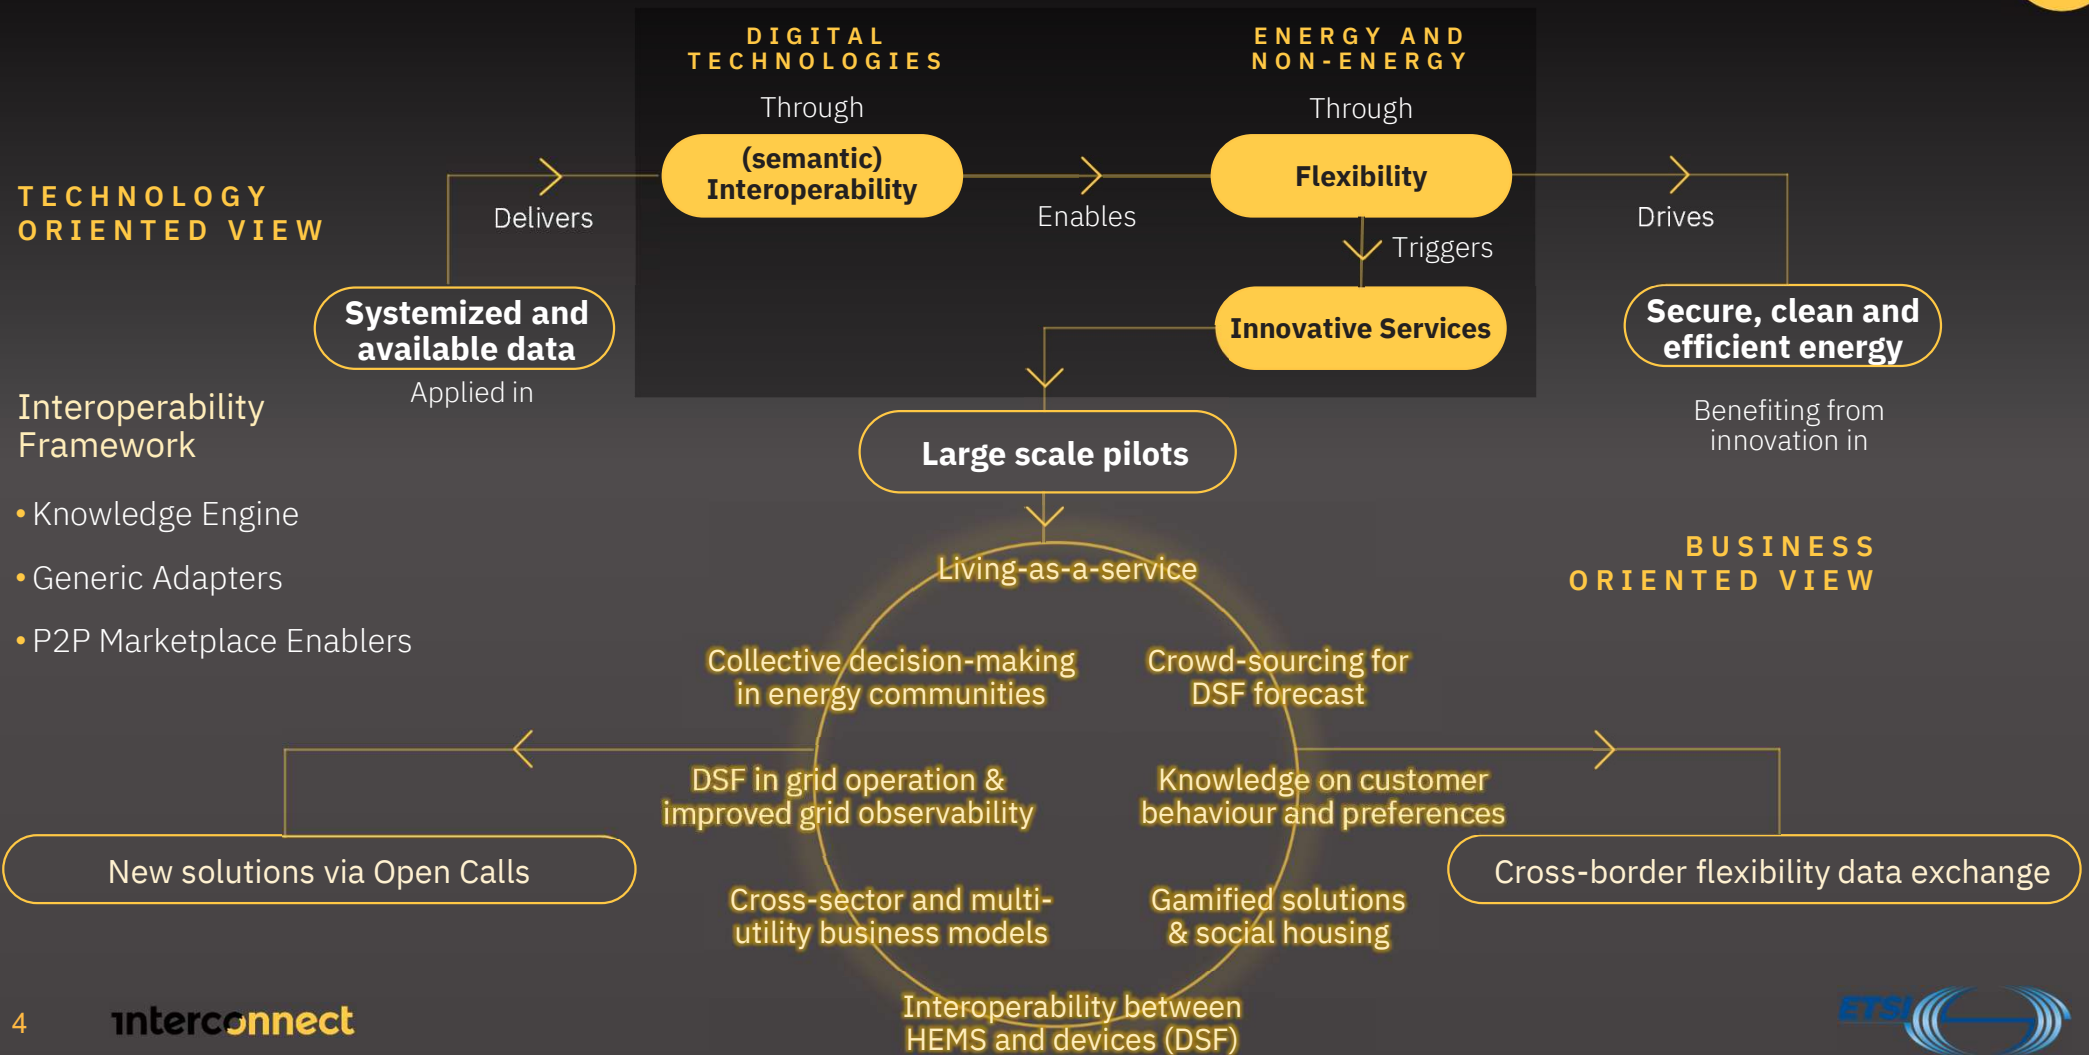 DIGITAL
TECHNOLOGIES
Through
(semantic)
Interoperability
ENERGY AND
NON-ENERGY
Through
Flexibility
TECHNOLOGY
ORIENTED VIEW
Delivers
Enables
Triggers
Drives
Systemized and
available data
Applied in
Innovative Services
Secure, clean and
efficient energy
Benefiting from
innovation in
Interoperability
Framework
• Knowledge Engine
• Generic Adapters
• P2P Marketplace Enablers
Large scale pilots
BUSINESS
ORIENTED VIEW
Living-as-a-service
Collective decision-making
in energy communities
Crowd-sourcing for
DSF forecast
DSF in grid operation &
improved grid observability
Knowledge on customer
behaviour and preferences
New solutions via Open Calls
Cross-border flexibility data exchange
Cross-sector and multi-
utility business models
Gamified solutions
& social housing
Interoperability between
HEMS and devices (DSF)
4
interconnect
ETSI